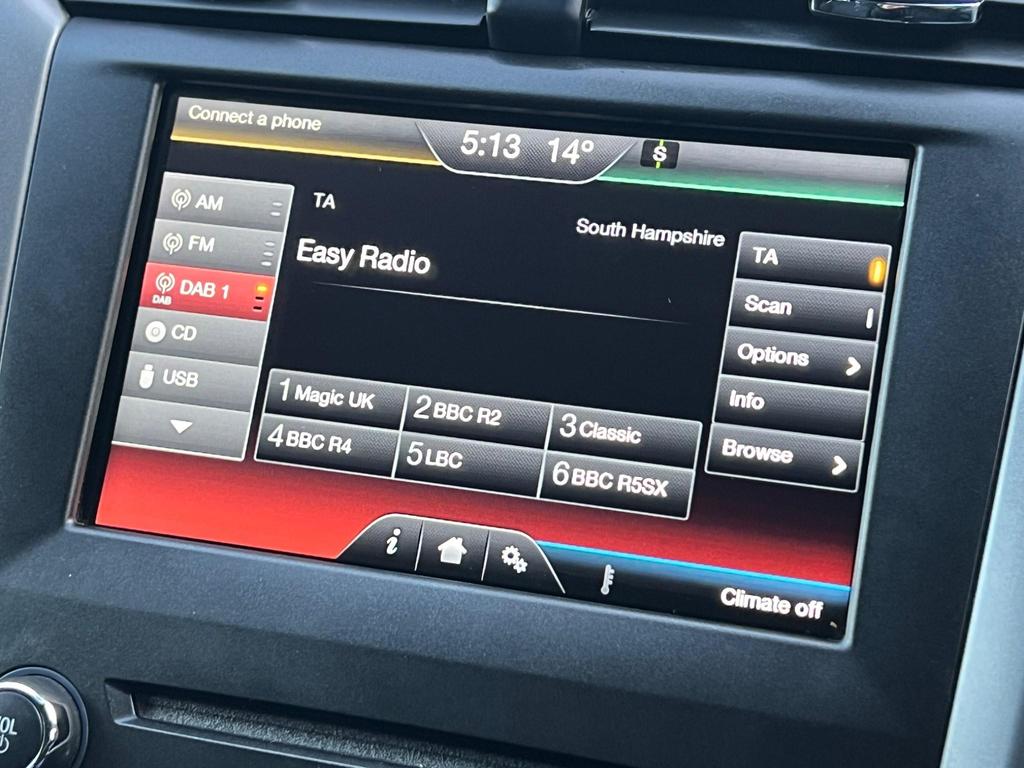 Connect a phone
5:13 14°
S
AM
FM
DAB
DAB 1
CD
USB
TA
South Hampshire
Easy Radio
1 Magic UK
2 BBC R2
3 Classic
4 BBC R4
5 LBC
6 BBC R5SX
TA
Scan
Options
Info
Browse
i
Climate off
VOL